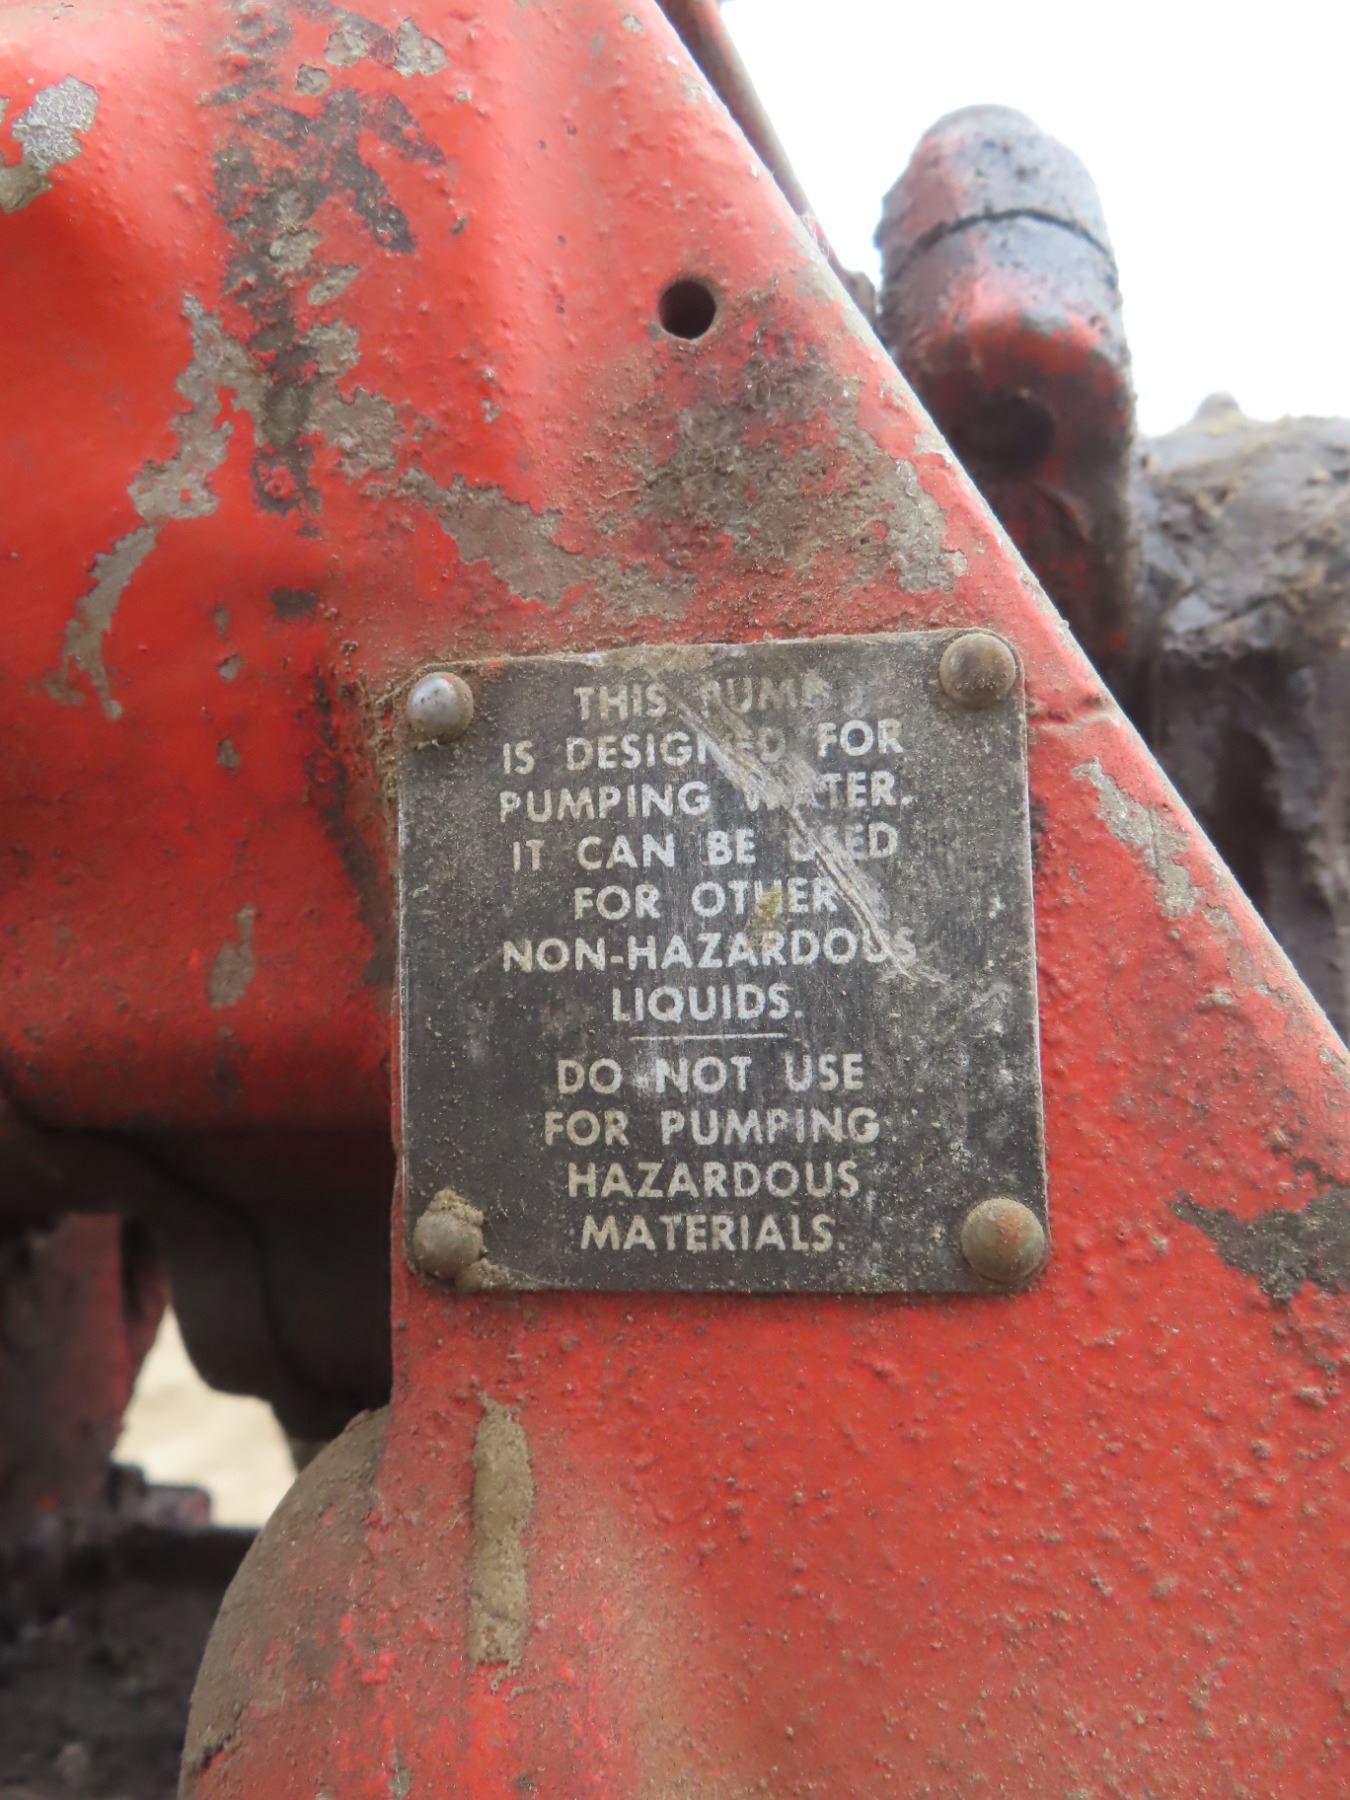 THIS PUMP
IS DESIGNED FOR
PUMPING WATER.
IT CAN BE USED
FOR OTHER
NON-HAZARDOUS
LIQUIDS.
DO NOT USE
FOR PUMPING
HAZARDOUS
MATERIALS.